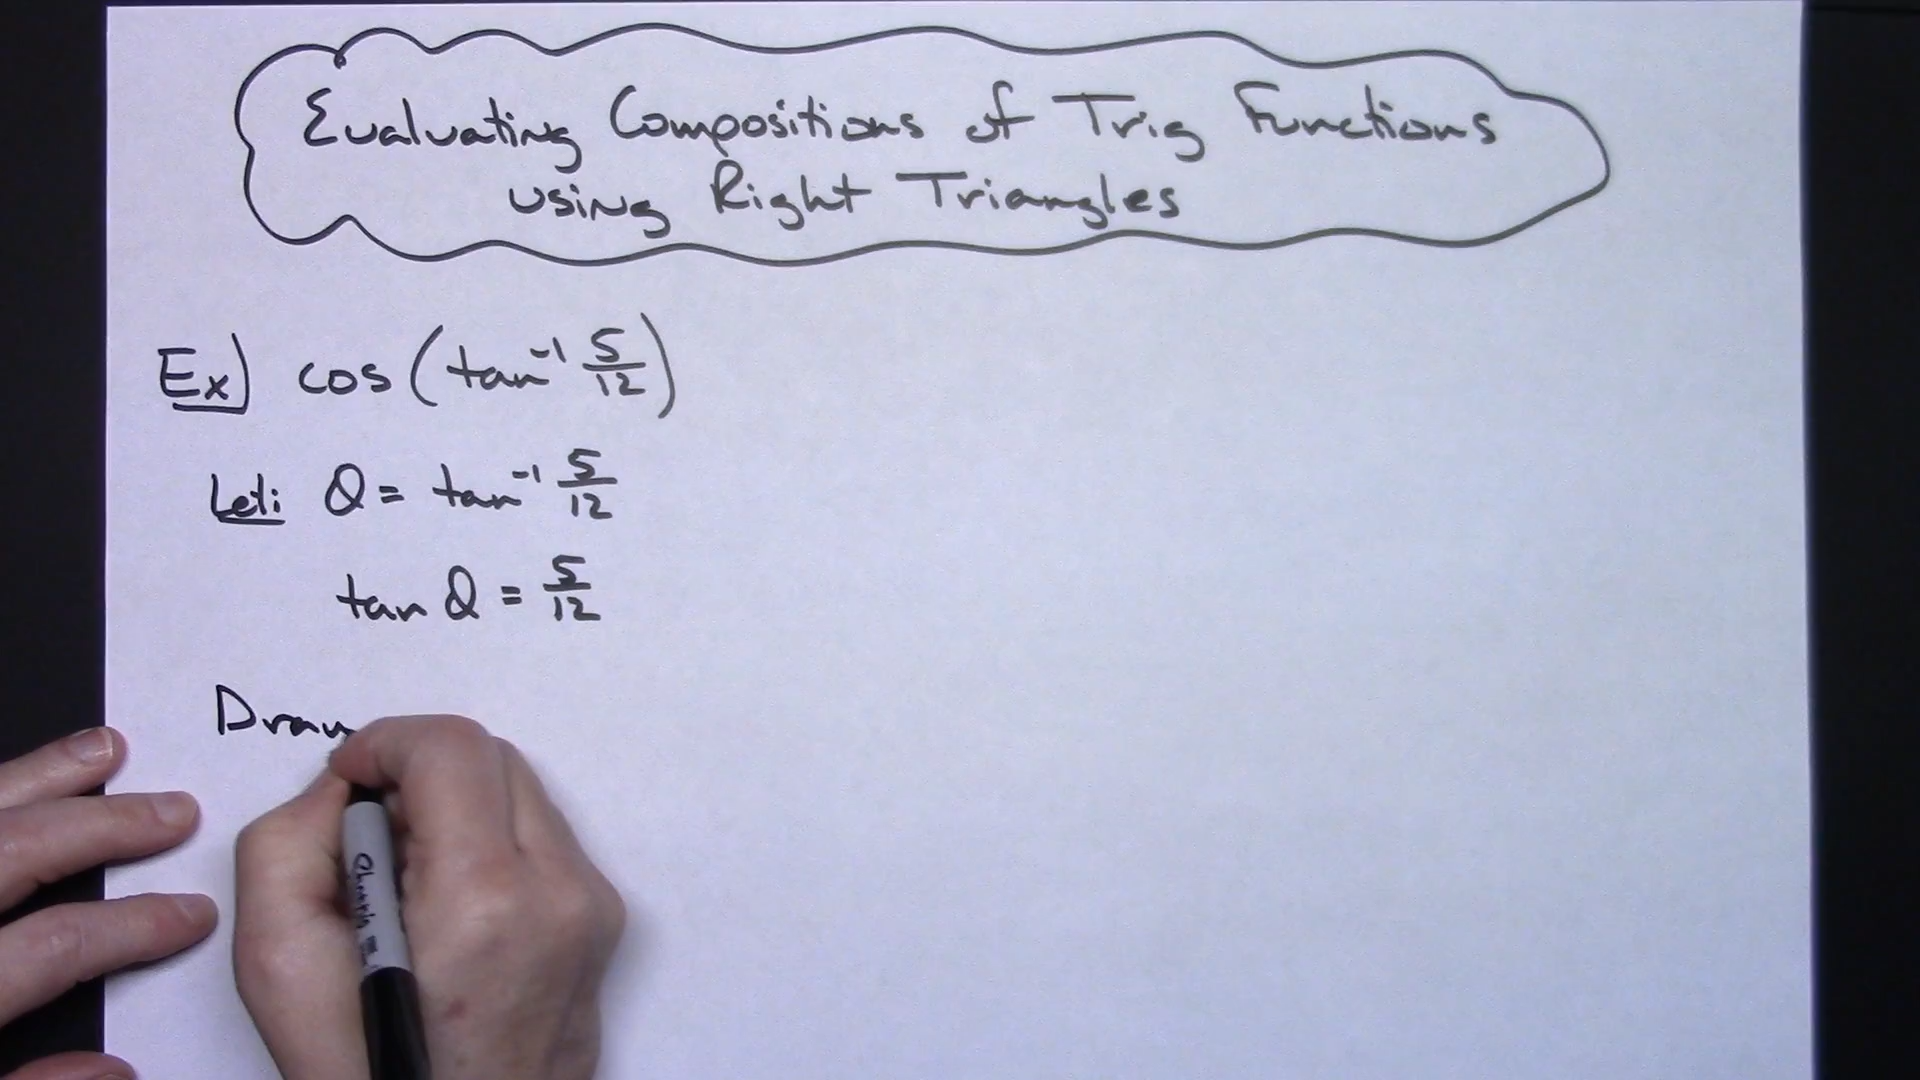 Evaluating Compositions of Trig Functions
using Right Triangles
Ex) cos(tan⁻¹ 5/12)
Let: θ = tan⁻¹ 5/12
tan θ = 5/12
Draw